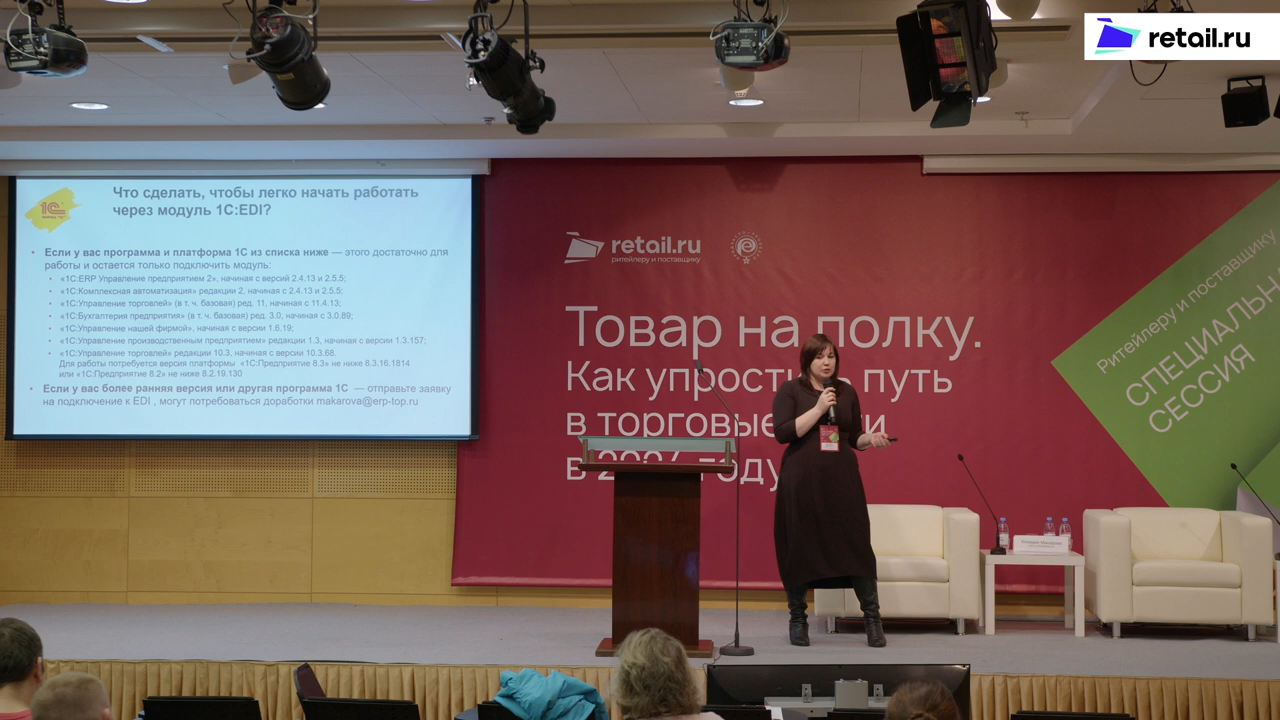 retail.ru
1С
Что сделать, чтобы легко начать работать
через модуль 1С:EDI?
• Если у вас программа и платформа 1С из списка ниже — этого достаточно для
работы и остается только подключить модуль:
• «1С:ERP Управление предприятием 2», начиная с версий 2.4.13 и 2.5.5;
• «1С:Комплексная автоматизация» редакции 2, начиная с 2.4.13 и 2.5.5;
• «1С:Управление торговлей» (в т. ч. базовая) ред. 11, начиная с 11.4.13;
• «1С:Бухгалтерия предприятия» (в т. ч. базовая) ред. 3.0, начиная с 3.0.89;
• «1С:Управление нашей фирмой», начиная с версии 1.6.19;
• «1С:Управление производственным предприятием» редакции 1.3, начиная с версии 1.3.157;
• «1С:Управление торговлей» редакции 10.3, начиная с версии 10.3.68.
Для работы потребуется версия платформы «1С:Предприятие 8.3» не ниже 8.3.16.1814
или «1С:Предприятие 8.2» не ниже 8.2.19.130
• Если у вас более ранняя версия или другая программа 1С — отправьте заявку
на подключение к EDI , могут потребоваться доработки makarova@erp-top.ru
retail.ru
ритейлеру и поставщику
Товар на полку.
Как упростить путь
в торговые сети
в 2024 году
Ритейлеру и поставщику
СПЕЦИАЛЬН
СЕССИЯ